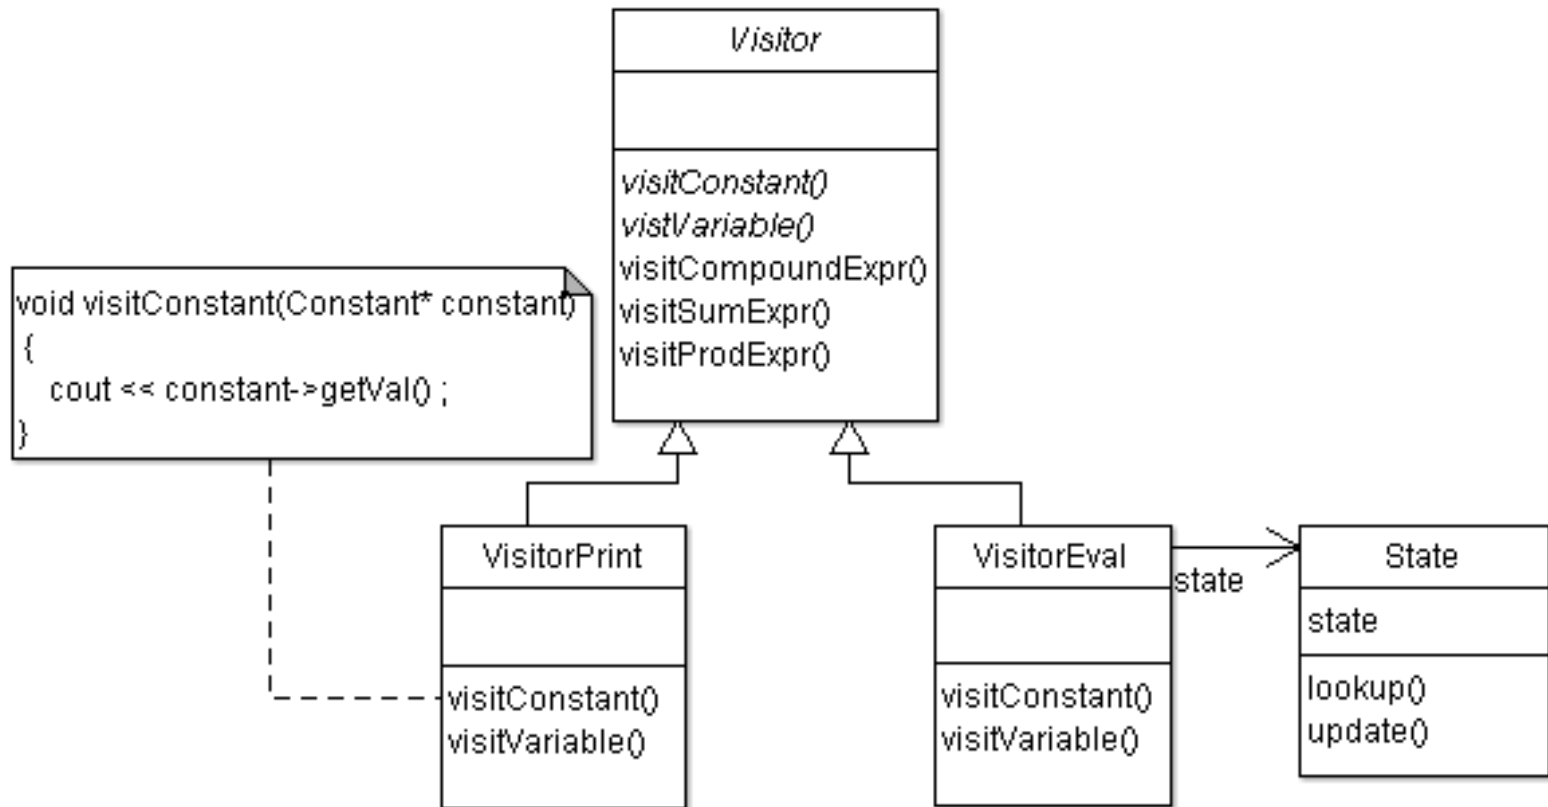 Visitor
visitConstant()
vistVariable()
visitCompoundExpr()
visitSumExpr()
visitProdExpr()
void visitConstant(Constant* constant)
{
cout << constant->getVal() ;
}
VisitorPrint
visitConstant()
visitVariable()
VisitorEval
visitConstant()
visitVariable()
state
State
state
lookup()
update()